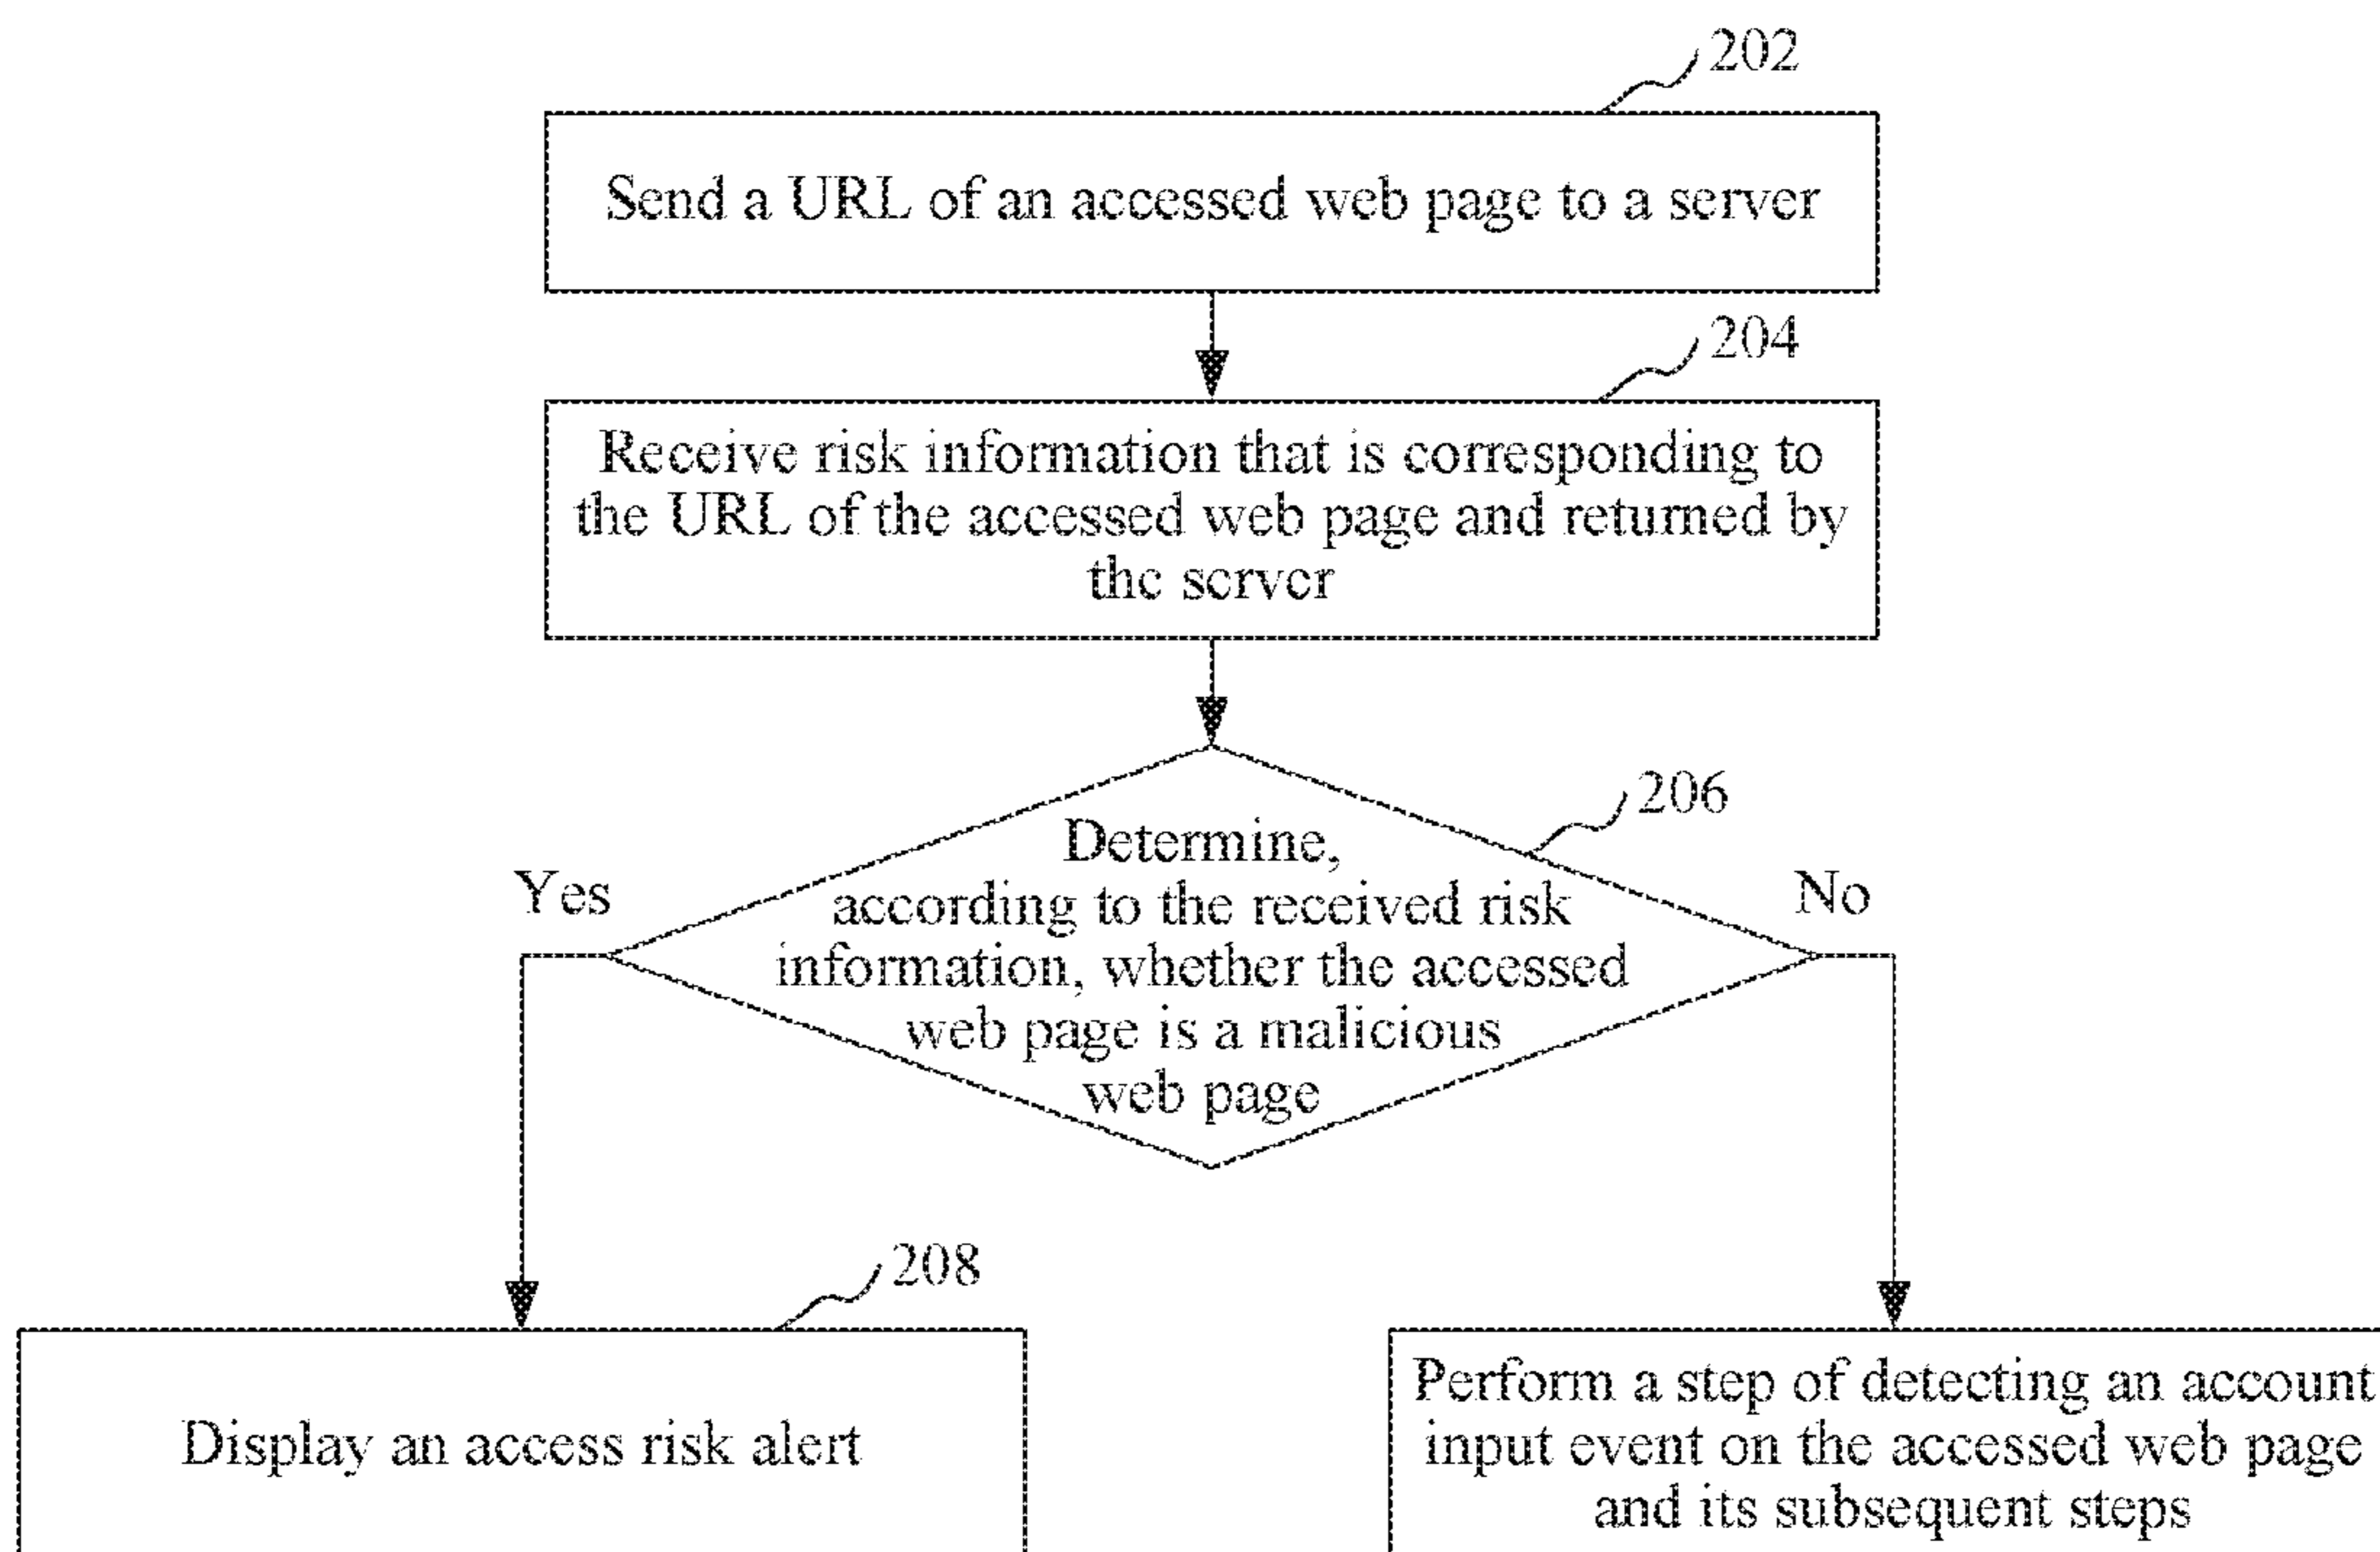 202
Send a URL of an accessed web page to a server
204
Receive risk information that is corresponding to
the URL of the accessed web page and returned by
the server
206
Determine,
according to the received risk
information, whether the accessed
web page is a malicious
web page
Yes
No
208
Display an access risk alert
Perform a step of detecting an account
input event on the accessed web page
and its subsequent steps